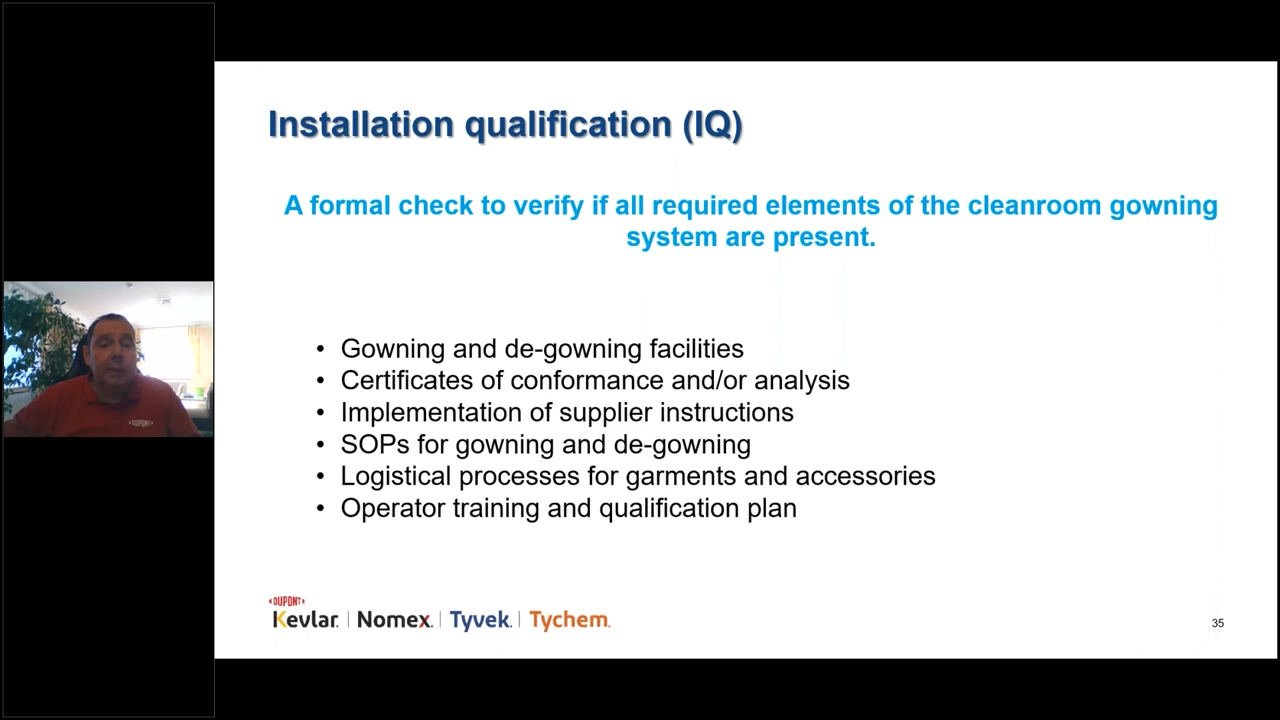 Installation qualification (IQ)
A formal check to verify if all required elements of the cleanroom gowning
system are present.
• Gowning and de-gowning facilities
• Certificates of conformance and/or analysis
• Implementation of supplier instructions
• SOPs for gowning and de-gowning
• Logistical processes for garments and accessories
• Operator training and qualification plan
DUPONT
Kevlar. | Nomex. | Tyvek. | Tychem.
35
DUPONT